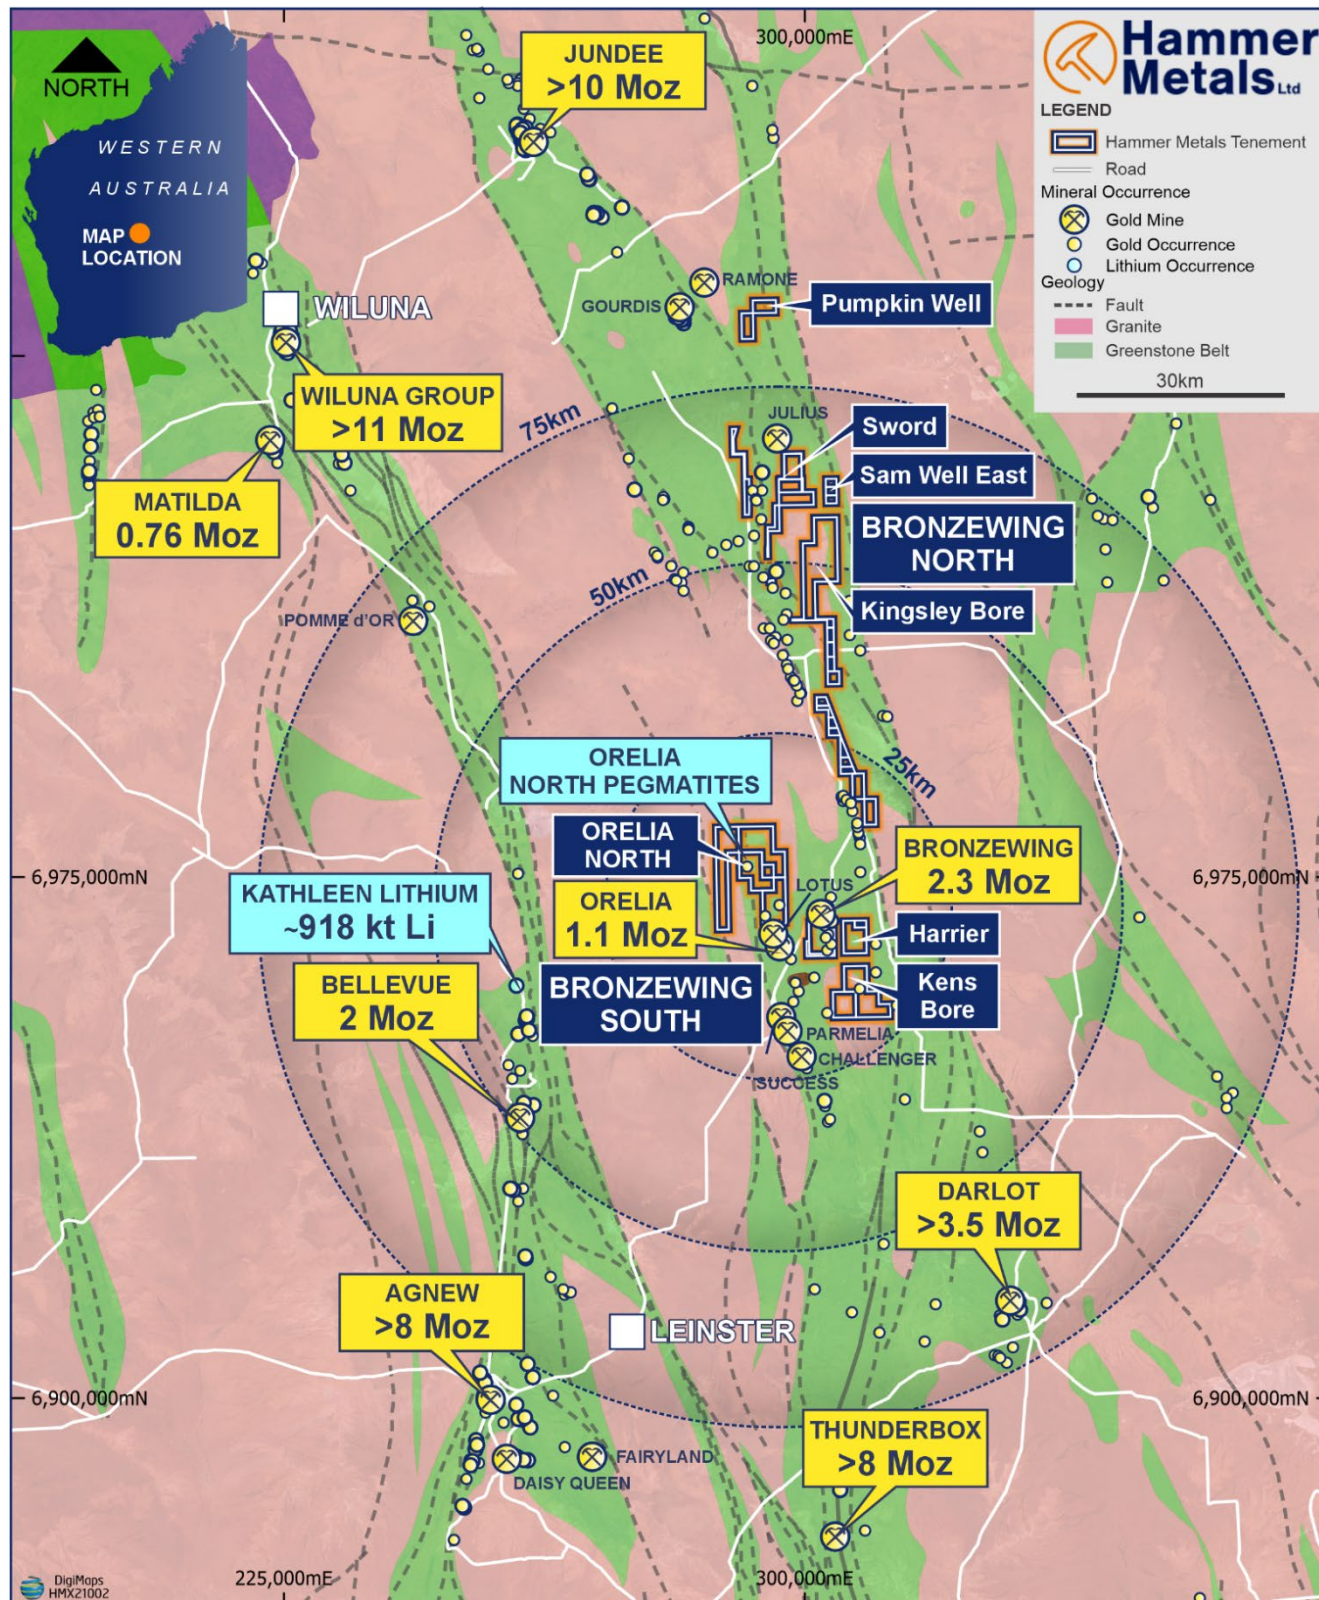 300,000mE
Hammer
Metals Ltd
LEGEND
Hammer Metals Tenement
Road
Mineral Occurrence
Gold Mine
Gold Occurrence
Lithium Occurrence
Geology
Fault
Granite
Greenstone Belt
30km
NORTH
WESTERN
AUSTRALIA
MAP
LOCATION
JUNDEE
>10 Moz
WILUNA
RAMONE
GOURDIS
Pumpkin Well
WILUNA GROUP
>11 Moz
75km
JULIUS
Sword
Sam Well East
MATILDA
0.76 Moz
BRONZEWING
NORTH
50km
Kingsley Bore
POMME d'OR
25km
ORELIA
NORTH PEGMATITES
ORELIA
NORTH
BRONZEWING
2.3 Moz
6,975,000mN
6,975,000mN
KATHLEEN LITHIUM
~918 kt Li
LOTUS
ORELIA
1.1 Moz
Harrier
BELLEVUE
2 Moz
BRONZEWING
SOUTH
Kens
Bore
PARMELIA
CHALLENGER
SUCCESS
DARLOT
>3.5 Moz
AGNEW
>8 Moz
LEINSTER
6,900,000mN
6,900,000mN
THUNDERBOX
>8 Moz
FAIRYLAND
DAISY QUEEN
225,000mE
300,000mE
DigiMaps
HMX21002